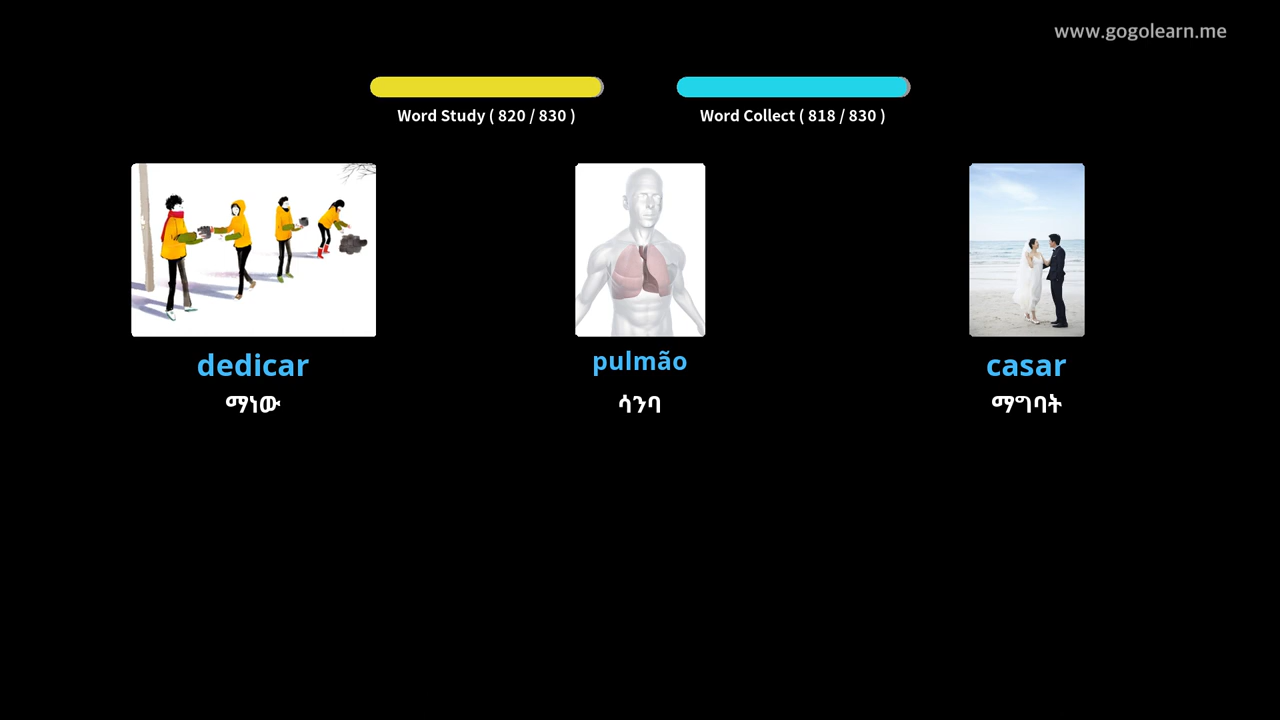 www.gogolearn.me
Word Study ( 820 / 830 )
Word Collect ( 818 / 830 )
dedicar
pulmão
casar
ማነው
ሳንባ
ማግባት